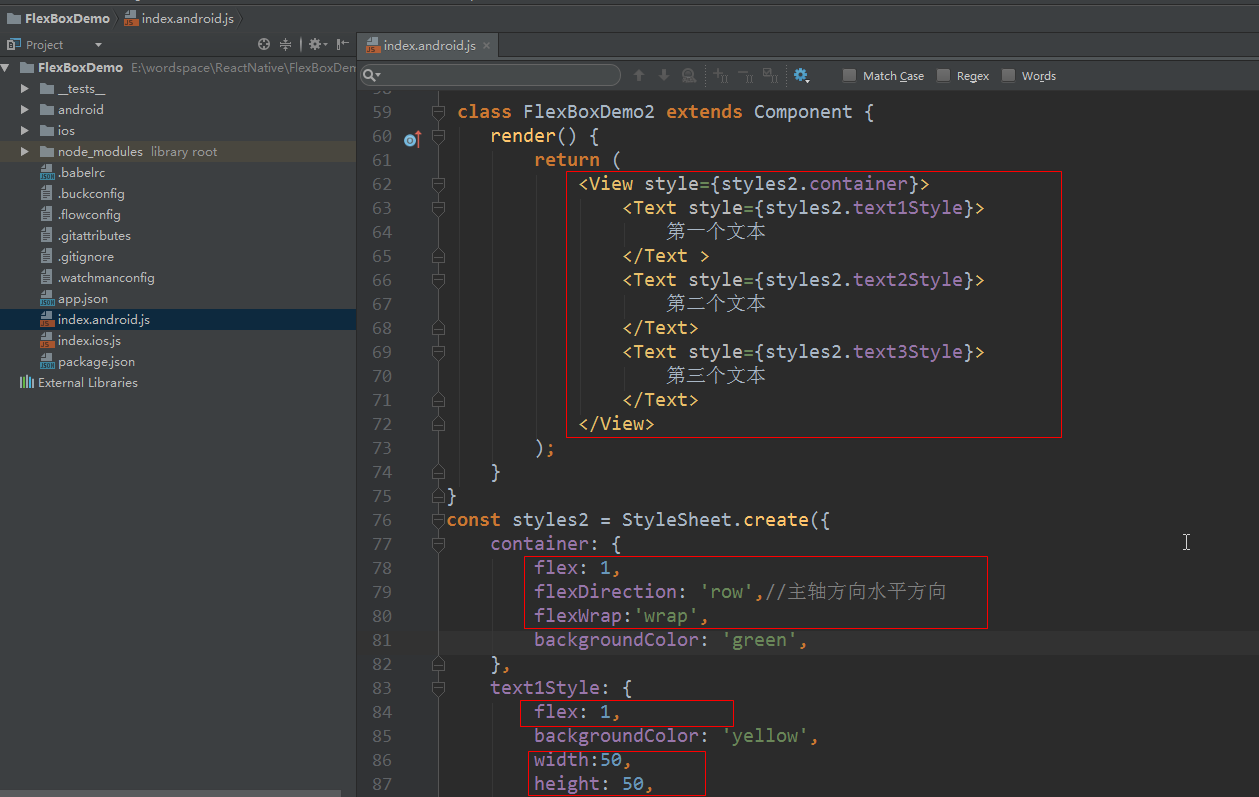 FlexBoxDemo index.android.js
Project
index.android.js
FlexBoxDemo E:\wordspace\ReactNative\FlexBoxDem
__tests__
android
ios
node_modules library root
.babelrc
.buckconfig
.flowconfig
.gitattributes
.gitignore
.watchmanconfig
app.json
index.android.js
index.ios.js
package.json
External Libraries
Match Case Regex Words
59 class FlexBoxDemo2 extends Component {
60 render() {
61 return (
62 <View style={styles2.container}>
63 <Text style={styles2.text1Style}>
64 第一个文本
65 </Text >
66 <Text style={styles2.text2Style}>
67 第二个文本
68 </Text>
69 <Text style={styles2.text3Style}>
70 第三个文本
71 </Text>
72 </View>
73 );
74 }
75 }
76 const styles2 = StyleSheet.create({
77 container: {
78 flex: 1,
79 flexDirection: 'row',//主轴方向水平方向
80 flexWrap:'wrap',
81 backgroundColor: 'green',
82 },
83 text1Style: {
84 flex: 1,
85 backgroundColor: 'yellow',
86 width:50,
87 height: 50,